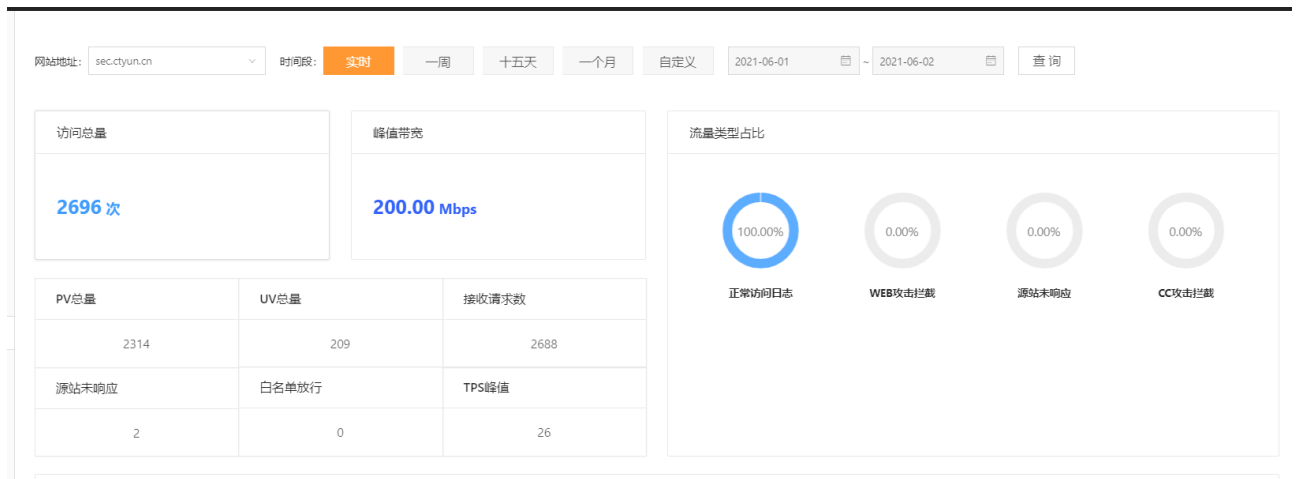 网站地址: sec.ctyun.cn 时间段: 实时 一周 十五天 一个月 自定义 2021-06-01 ~ 2021-06-02 查 询
访问总量 峰值带宽 流量类型占比
2696 次 200.00 Mbps
100.00% 0.00% 0.00% 0.00%
正常访问日志 WEB攻击拦截 源站未响应 CC攻击拦截
PV总量 UV总量 接收请求数
2314 209 2688
源站未响应 白名单放行 TPS峰值
2 0 26